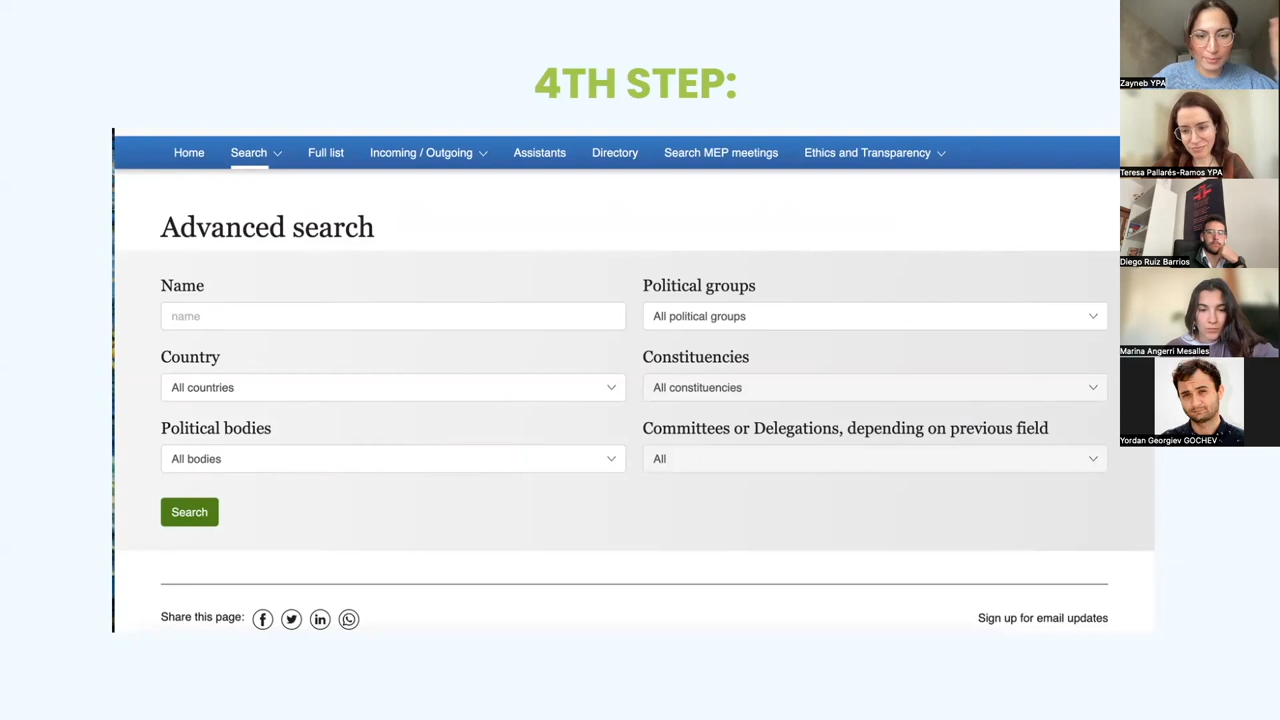 4TH STEP:
Home Search Full list Incoming / Outgoing Assistants Directory Search MEP meetings Ethics and Transparency
Advanced search
Name Political groups
name All political groups
Country Constituencies
All countries All constituencies
Political bodies Committees or Delegations, depending on previous field
All bodies All
Search
Share this page: Sign up for email updates
Zayneb YPA
Teresa Pallarés-Ramos YPA
Diego Ruiz Barrios
Marina Angerri Mesalles
Yordan Georgiev GOCHEV